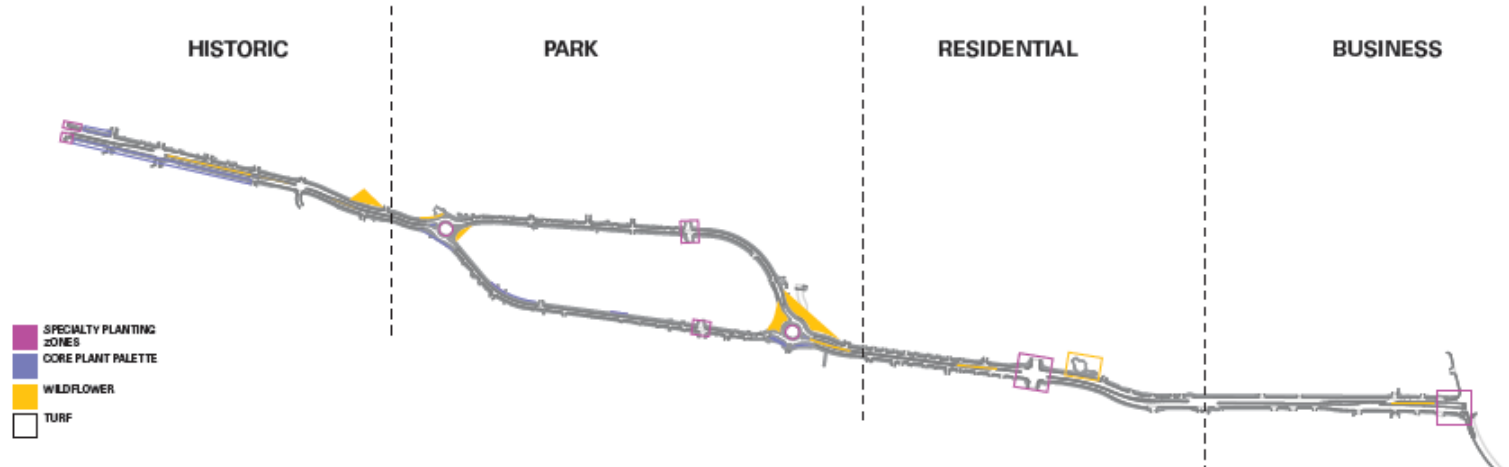 HISTORIC
PARK
RESIDENTIAL
BUSINESS
SPECIALTY PLANTING
zONES
CORE PLANT PALETTE
WILDFLOWER
TURF